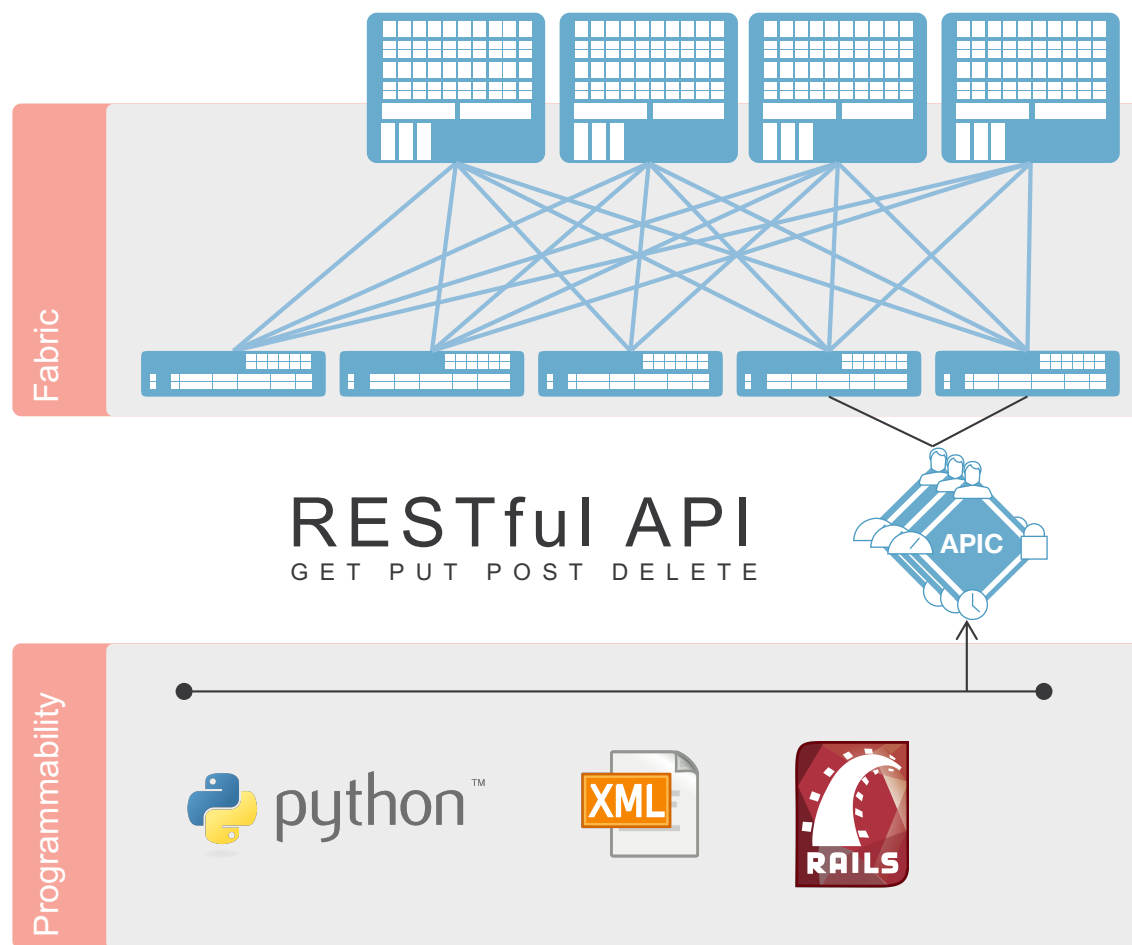 Fabric
RESTful API
GET PUT POST DELETE
APIC
Programmability
python™
XML
RAILS